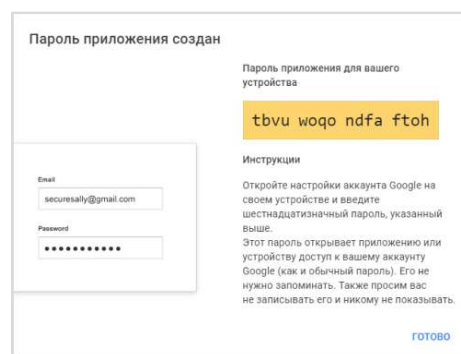 Пароль приложения создан
Пароль приложения для вашего
устройства
tbvu woqo ndfa ftoh
Email
securesally@gmail.com
Password
•••••••••••
Инструкции
Откройте настройки аккаунта Google на
своем устройстве и введите
шестнадцатизначный пароль, указанный
выше.
Этот пароль открывает приложению или
устройству доступ к вашему аккаунту
Google (как и обычный пароль). Его не
нужно запоминать. Также просим вас
не записывать его и никому не показывать.
ГОТОВО